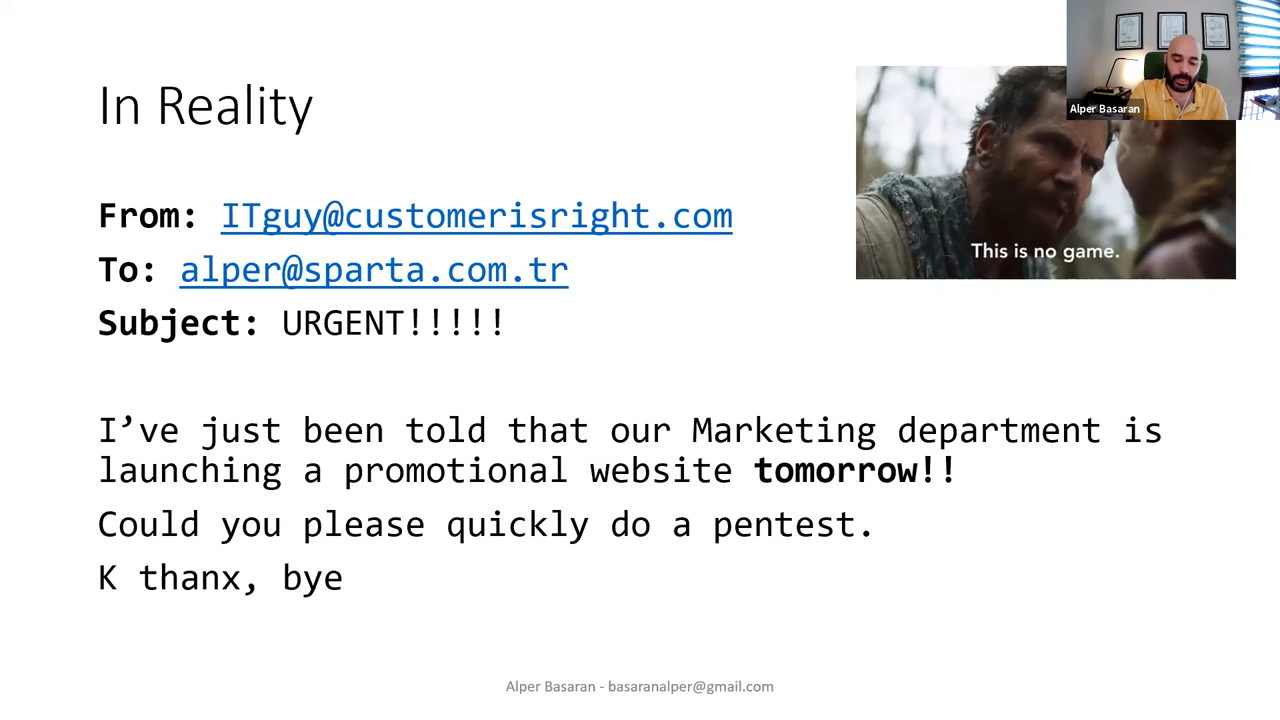 In Reality
From: ITguy@customerisright.com
To: alper@sparta.com.tr
Subject: URGENT!!!!!
I’ve just been told that our Marketing department is
launching a promotional website tomorrow!!
Could you please quickly do a pentest.
K thanx, bye
This is no game.
Alper Basaran
Alper Basaran - basaranalper@gmail.com